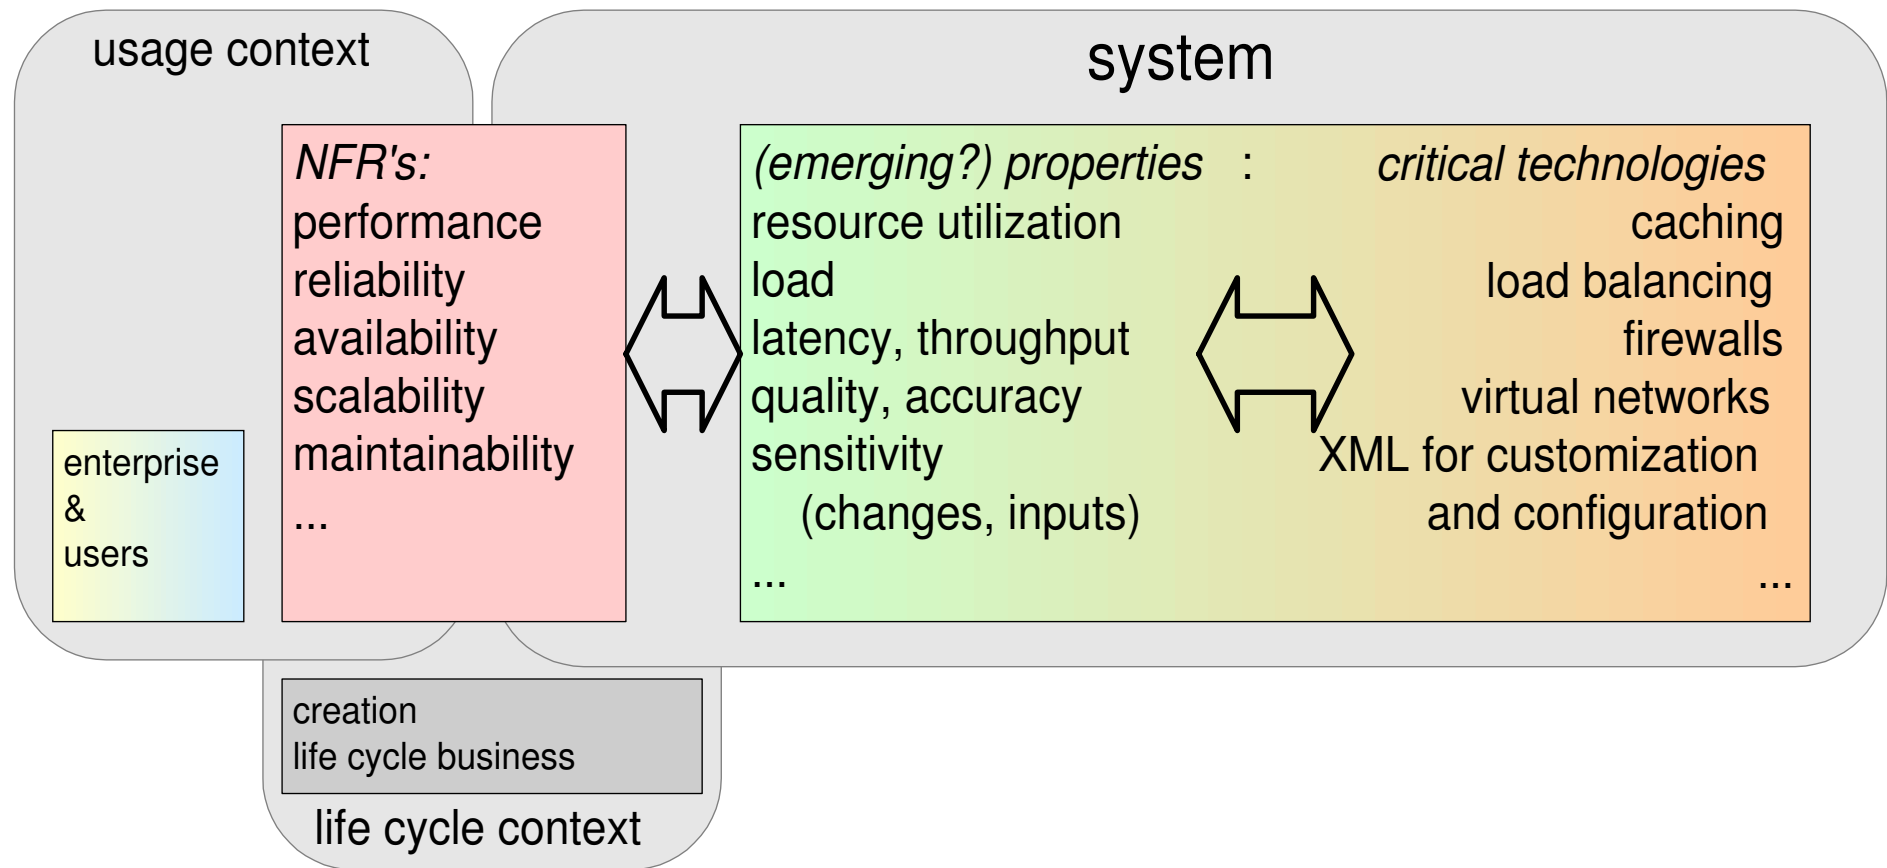 usage context
system
NFR's:
performance
reliability
availability
scalability
maintainability
...
enterprise
&
users
(emerging?) properties :
resource utilization
load
latency, throughput
quality, accuracy
sensitivity
(changes, inputs)
...
critical technologies
caching
load balancing
firewalls
virtual networks
XML for customization
and configuration
...
creation
life cycle business
life cycle context